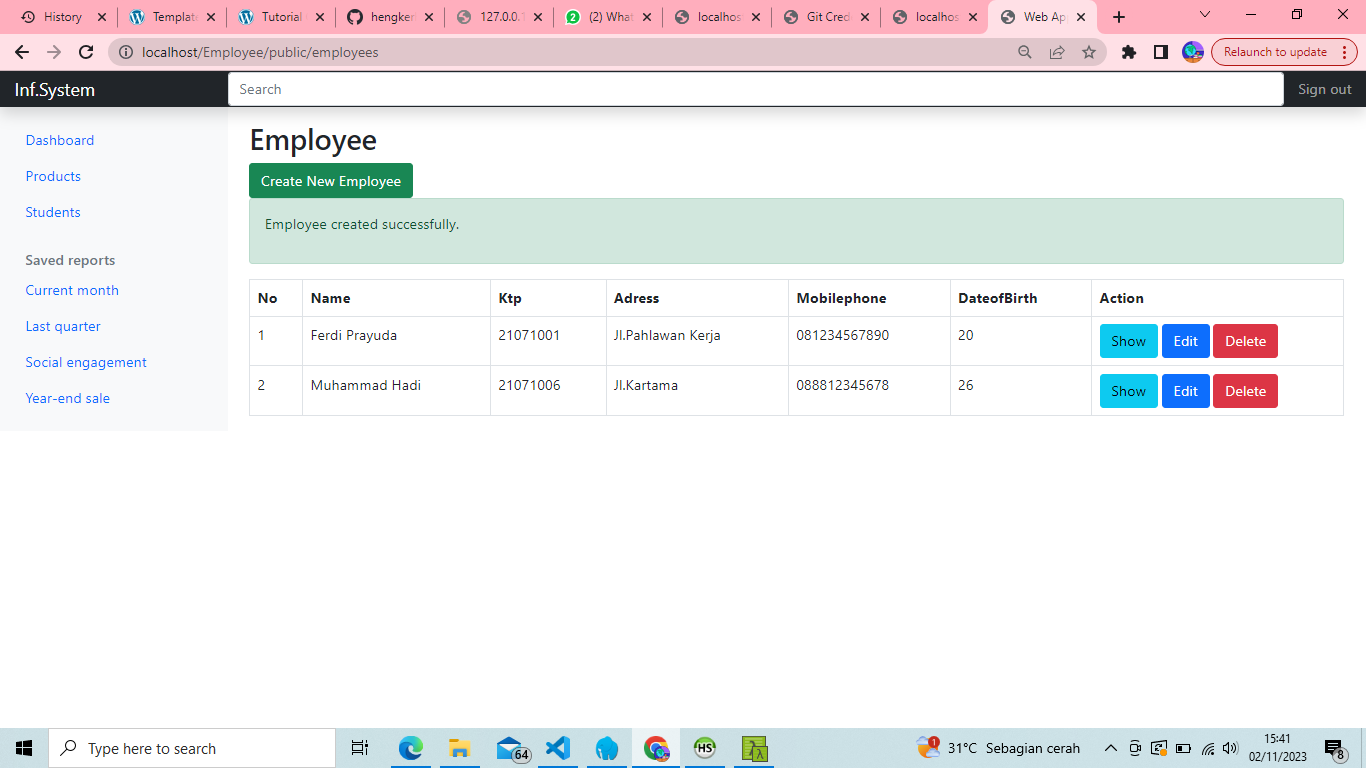 History
Template
Tutorial
hengker
127.0.0.1
(2) What
localhos
Git Cred
localhos
Web Ap
localhost/Employee/public/employees
Relaunch to update
Inf.System
Search
Sign out
Dashboard
Products
Students
Saved reports
Current month
Last quarter
Social engagement
Year-end sale
Employee
Create New Employee
Employee created successfully.
No Name Ktp Adress Mobilephone DateofBirth Action
1 Ferdi Prayuda 21071001 Jl.Pahlawan Kerja 081234567890 20 Show Edit Delete
2 Muhammad Hadi 21071006 Jl.Kartama 088812345678 26 Show Edit Delete
Type here to search
64
HS
λ
1
31°C Sebagian cerah
15:41
02/11/2023
8